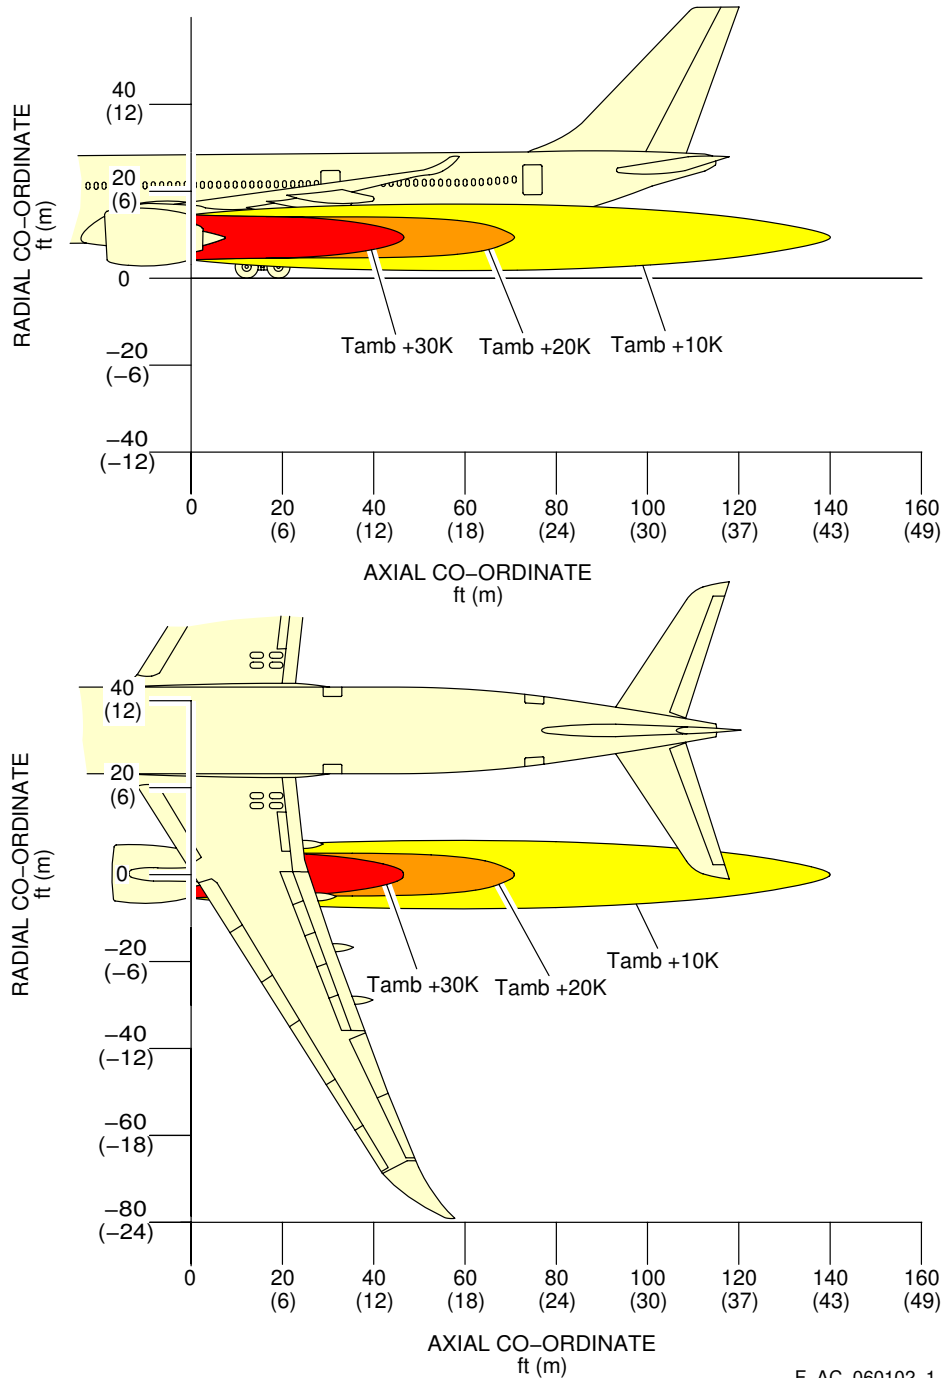 40
(12)
20
(6)
0
−20
(−6)
−40
(−12)
RADIAL CO−ORDINATE
ft (m)
Tamb +30K
Tamb +20K
Tamb +10K
0 20 40 60 80 100 120 140 160
(6) (12) (18) (24) (30) (37) (43) (49)
AXIAL CO−ORDINATE
ft (m)
40
(12)
20
(6)
0
−20
(−6)
−40
(−12)
−60
(−18)
−80
(−24)
RADIAL CO−ORDINATE
ft (m)
Tamb +30K
Tamb +20K
Tamb +10K
0 20 40 60 80 100 120 140 160
(6) (12) (18) (24) (30) (37) (43) (49)
AXIAL CO−ORDINATE
ft (m)